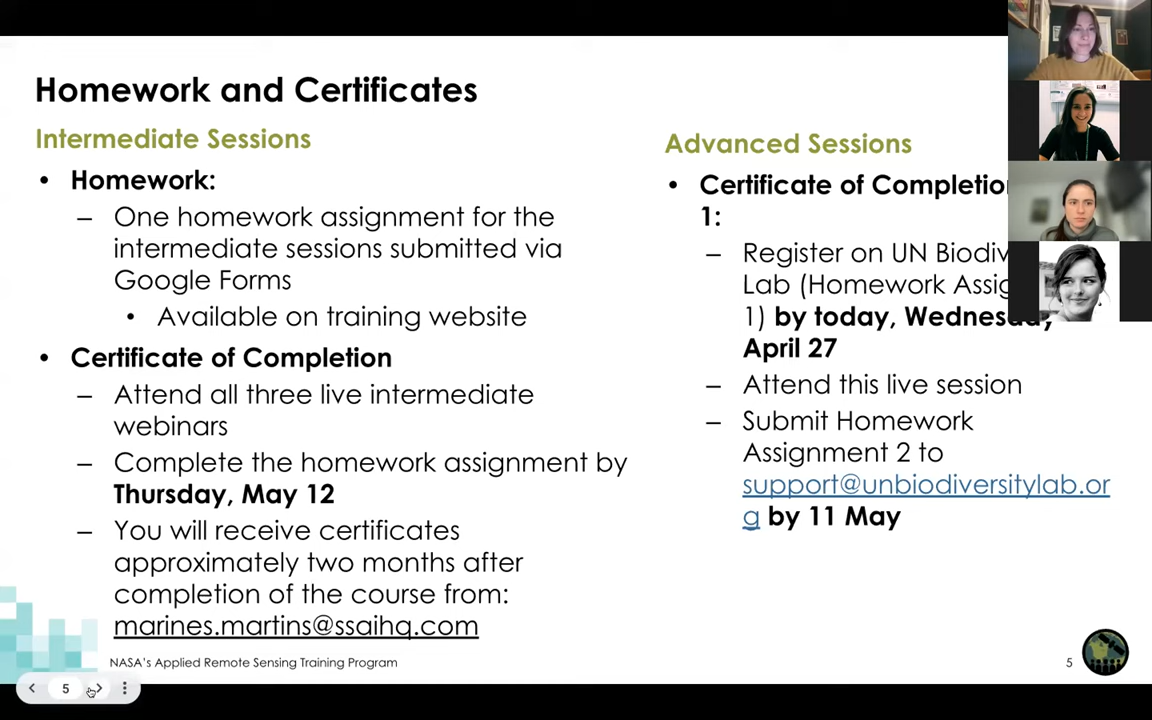 Homework and Certificates
Intermediate Sessions
• Homework:
– One homework assignment for the
intermediate sessions submitted via
Google Forms
• Available on training website
• Certificate of Completion
– Attend all three live intermediate
webinars
– Complete the homework assignment by
Thursday, May 12
– You will receive certificates
approximately two months after
completion of the course from:
marines.martins@ssaihq.com
Advanced Sessions
• Certificate of
1:
– Register on UN
Lab (Homework
1) by today, Wednesday
April 27
– Attend this live session
– Submit Homework
Assignment 2 to
support@unbiodiversitylab.or
g by 11 May
NASA's Applied Remote Sensing Training Program
5
5